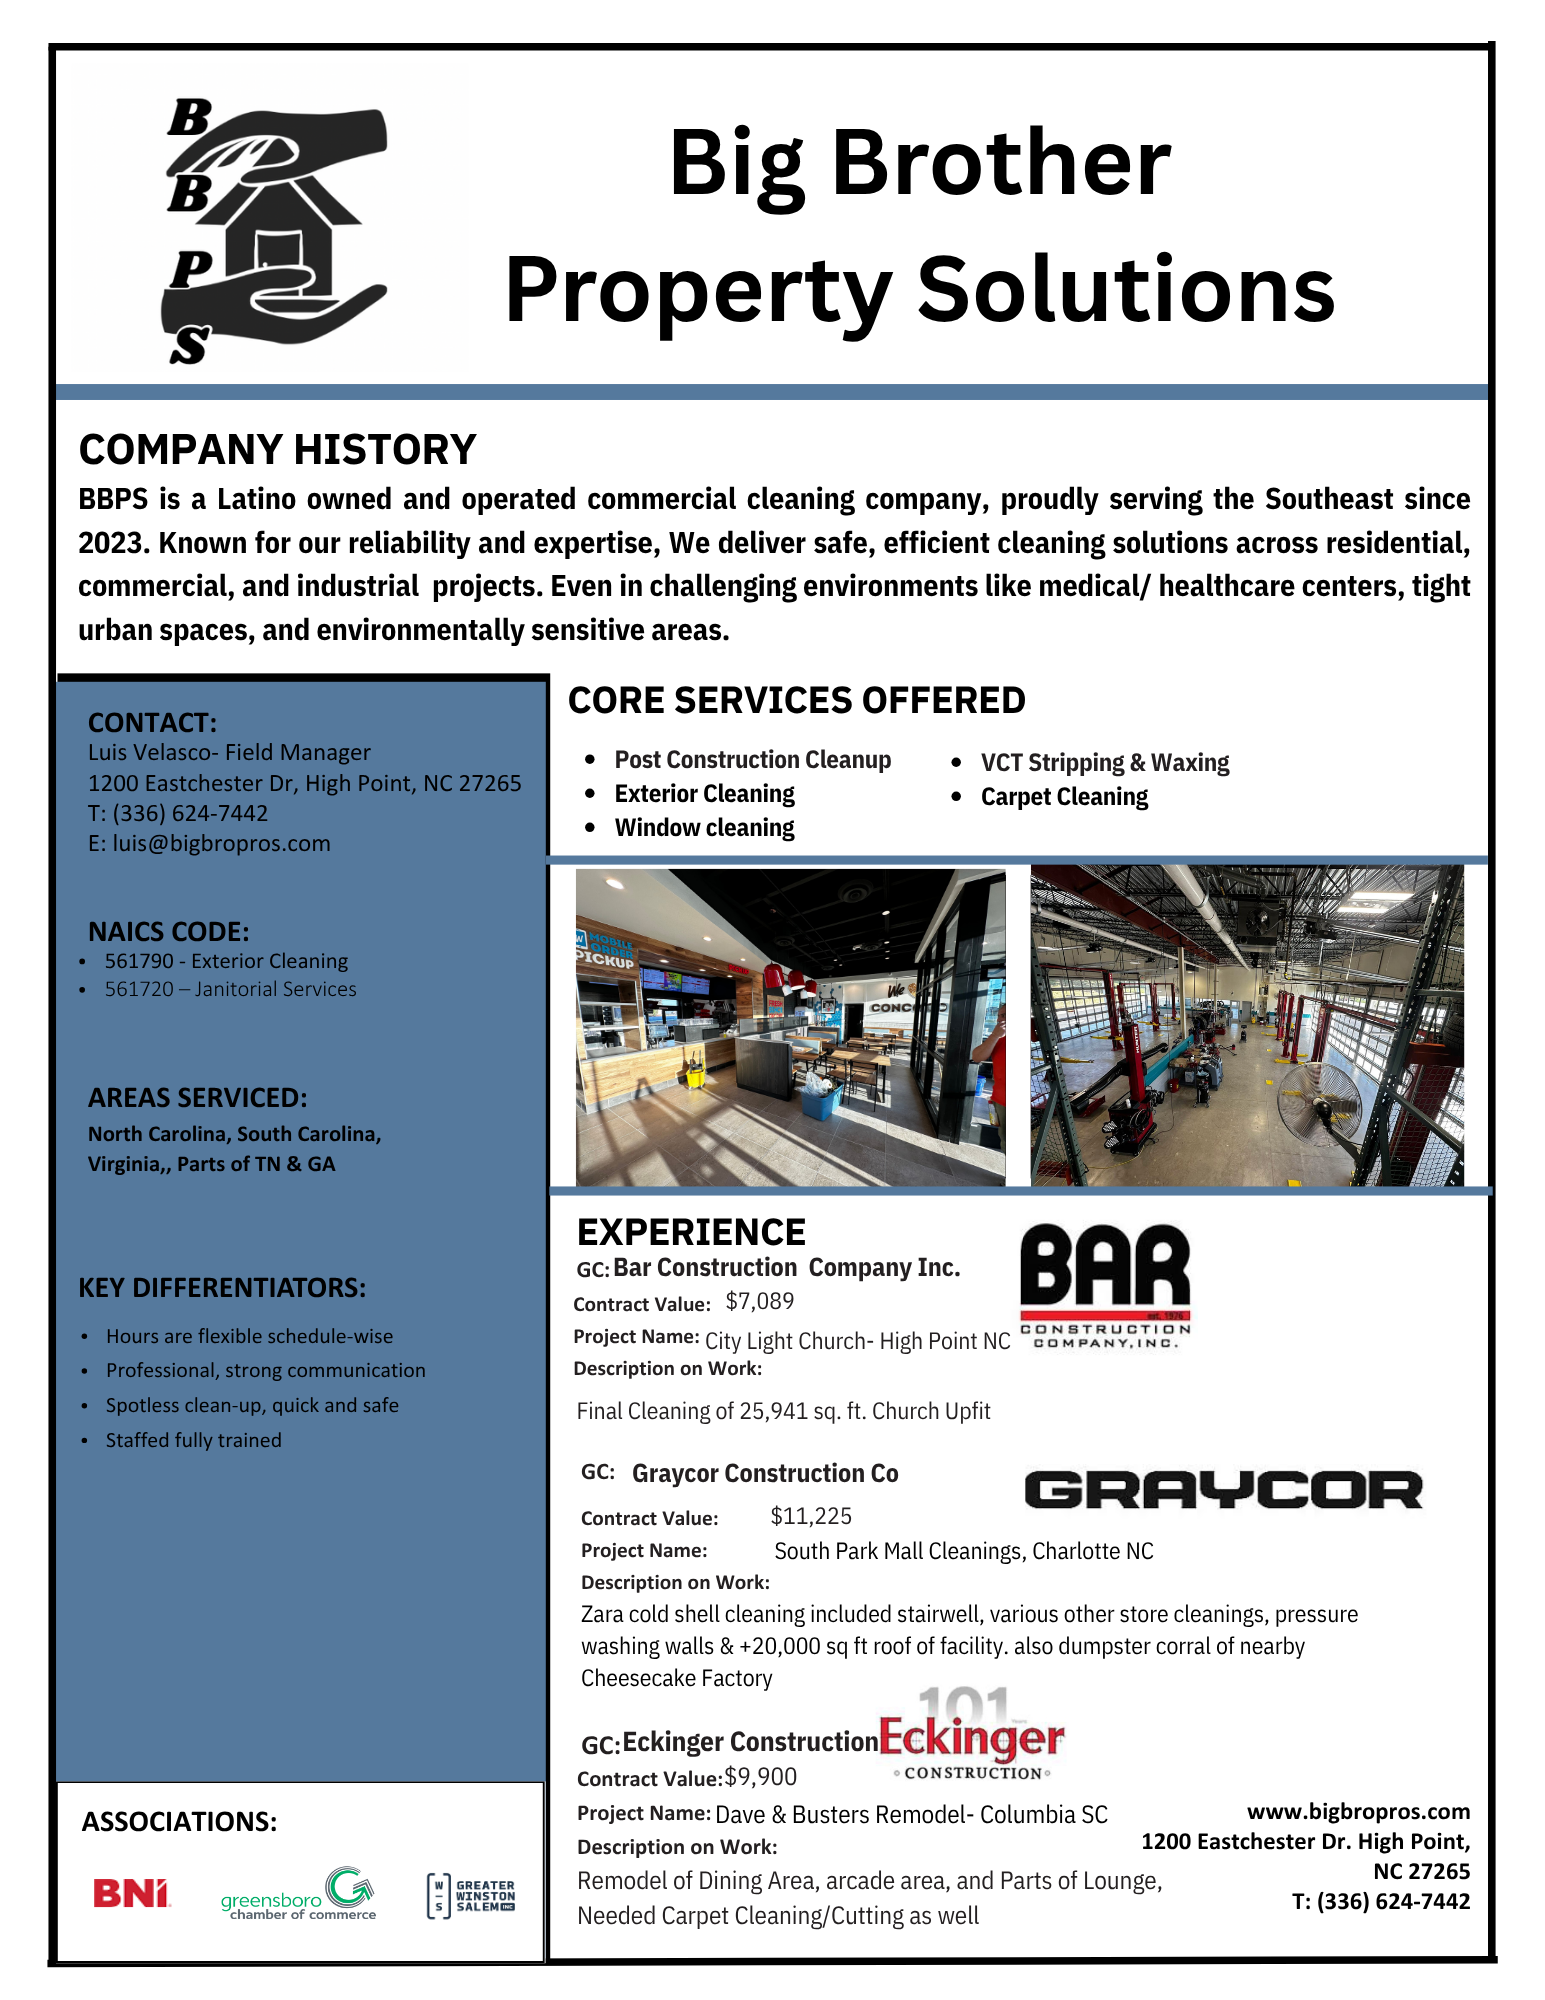 B
B
P
S
Big Brother
Property Solutions
COMPANY HISTORY
BBPS is a Latino owned and operated commercial cleaning company, proudly serving the Southeast since
2023. Known for our reliability and expertise, We deliver safe, efficient cleaning solutions across residential,
commercial, and industrial projects. Even in challenging environments like medical/ healthcare centers, tight
urban spaces, and environmentally sensitive areas.
CONTACT:
Luis Velasco- Field Manager
1200 Eastchester Dr, High Point, NC 27265
T: (336) 624-7442
E: luis@bigbropros.com
NAICS CODE:
• 561790 - Exterior Cleaning
• 561720 – Janitorial Services
AREAS SERVICED:
North Carolina, South Carolina,
Virginia,, Parts of TN & GA
KEY DIFFERENTIATORS:
• Hours are flexible schedule-wise
• Professional, strong communication
• Spotless clean-up, quick and safe
• Staffed fully trained
ASSOCIATIONS:
BNI
greensboro
chamber of commerce
W
S
GREATER
WINSTON
SALEM INC
CORE SERVICES OFFERED
• Post Construction Cleanup
• Exterior Cleaning
• Window cleaning
• VCT Stripping & Waxing
• Carpet Cleaning
MOBILE
ORDER
PICKUP
We
EXPERIENCE
GC: Bar Construction Company Inc.
Contract Value: $7,089
Project Name: City Light Church- High Point NC
Description on Work:
Final Cleaning of 25,941 sq. ft. Church Upfit
BAR
est. 1976
CONSTRUCTION
COMPANY, INC.
GC: Graycor Construction Co
GRAYCOR
Contract Value: $11,225
Project Name: South Park Mall Cleanings, Charlotte NC
Description on Work:
Zara cold shell cleaning included stairwell, various other store cleanings, pressure
washing walls & +20,000 sq ft roof of facility. also dumpster corral of nearby
Cheesecake Factory
101
Eckinger
CONSTRUCTION
GC: Eckinger Construction
Contract Value: $9,900
Project Name: Dave & Busters Remodel- Columbia SC
Description on Work:
Remodel of Dining Area, arcade area, and Parts of Lounge,
Needed Carpet Cleaning/Cutting as well
www.bigbropros.com
1200 Eastchester Dr. High Point,
NC 27265
T: (336) 624-7442